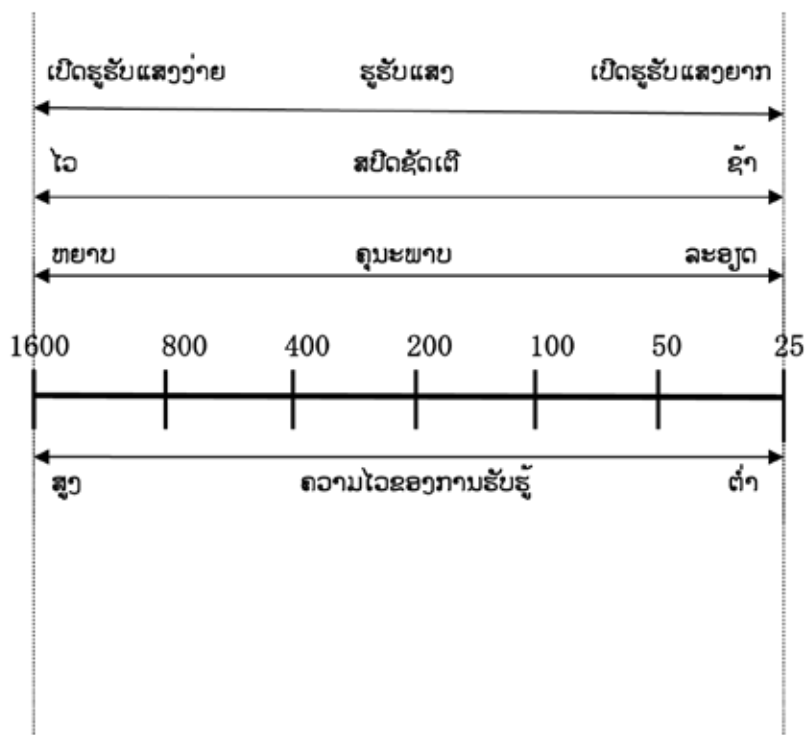 ເປີດຮູຮັບແສງງ່າຍ ຮູຮັບແສງ ເປີດຮູຮັບແສງຍາກ
ໄວ ສປີດຊັດເຕີ ຊ້າ
ຫຍາບ ຄຸນະພາບ ລະອຽດ
1600 800 400 200 100 50 25
ສູງ ຄວາມໄວຂອງການຮັບຮູ້ ຕ່ຳ